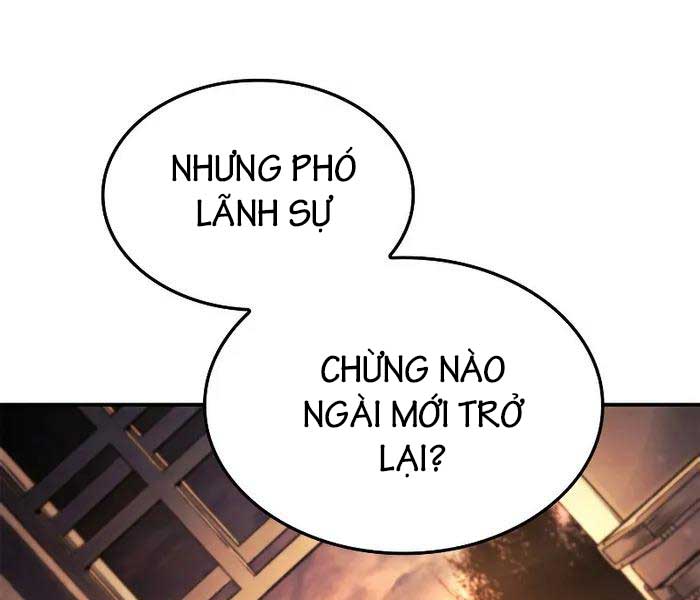 NHƯNG PHÓ
LÃNH SỰ
CHỪNG NÀO
NGÀI MỚI TRỞ
LẠI?